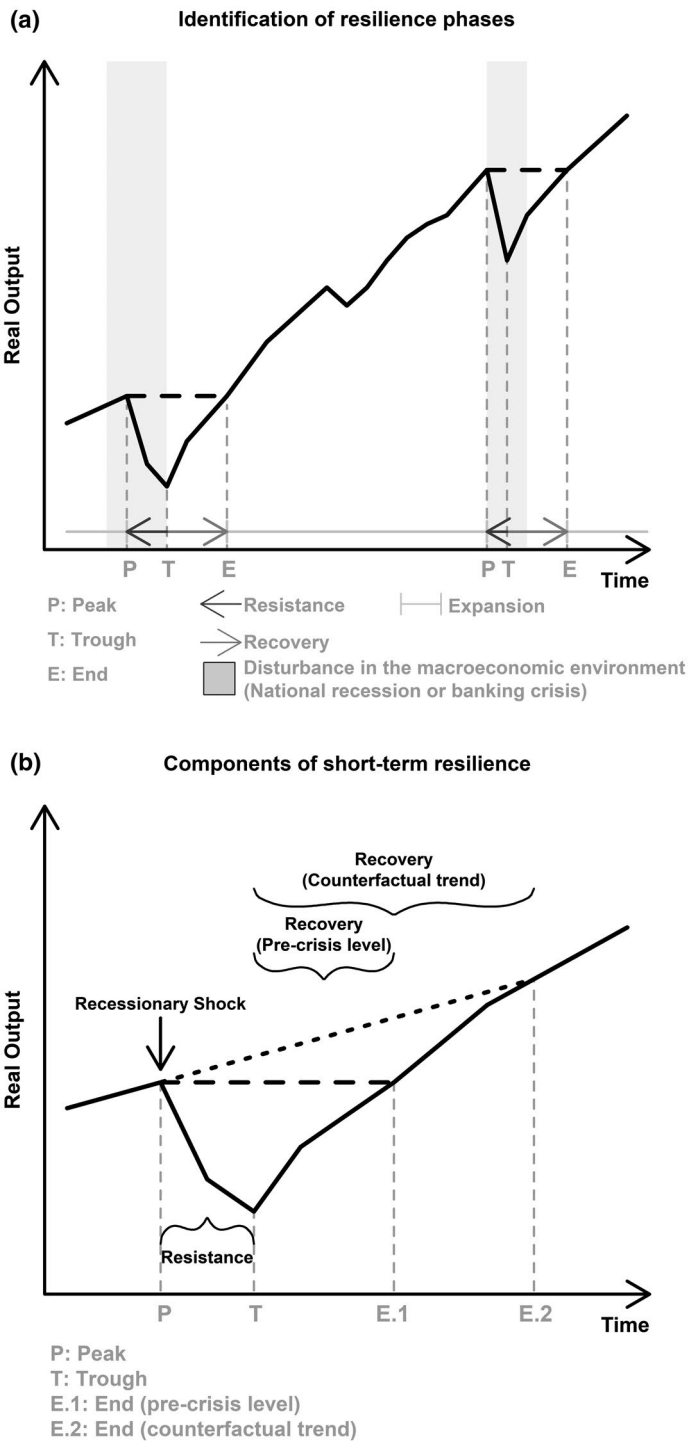 (a)
Identification of resilience phases
Real Output
P T E P T E
Time
P: Peak
Resistance
Expansion
T: Trough
Recovery
E: End
Disturbance in the macroeconomic environment
(National recession or banking crisis)
(b)
Components of short-term resilience
Recovery
(Counterfactual trend)
Recovery
(Pre-crisis level)
Recessionary Shock
Real Output
Resistance
P T E.1 E.2
Time
P: Peak
T: Trough
E.1: End (pre-crisis level)
E.2: End (counterfactual trend)